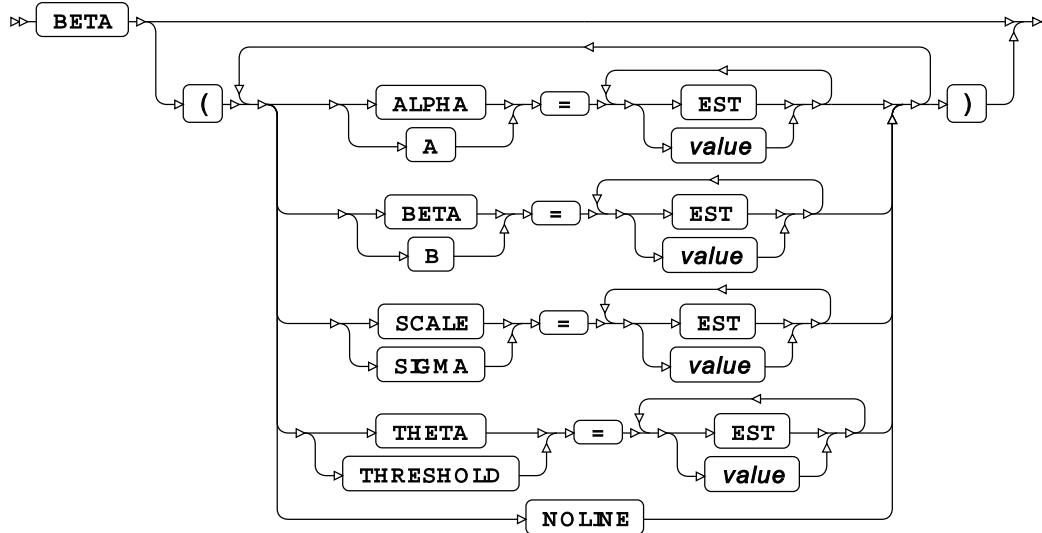 BETA
( ALPHA = EST )
A value
BETA = EST
B value
SCALE = EST
SIGMA value
THETA = EST
THRESHOLD value
NOLINE